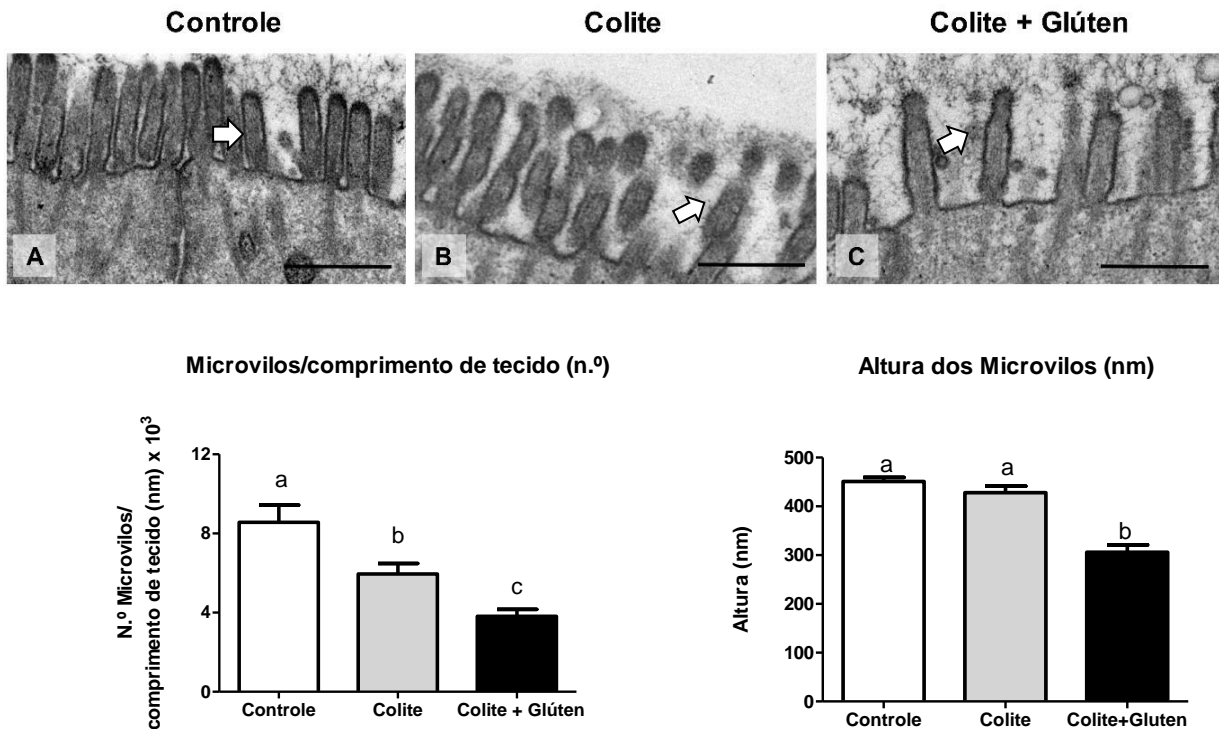 Controle
Colite
Colite + Glúten
A
B
C
Microvilos/comprimento de tecido (n.º)
N.º Microvilos/
comprimento de tecido (nm) x 10³
12
8
4
0
a
b
c
Controle
Colite
Colite + Glúten
Altura dos Microvilos (nm)
Altura (nm)
500
400
300
200
100
0
a
a
b
Controle
Colite
Colite+Gluten